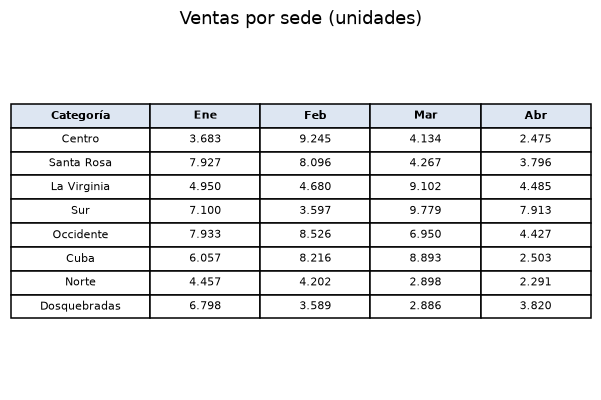 Ventas por sede (unidades)
Categoría Ene Feb Mar Abr
Centro 3.683 9.245 4.134 2.475
Santa Rosa 7.927 8.096 4.267 3.796
La Virginia 4.950 4.680 9.102 4.485
Sur 7.100 3.597 9.779 7.913
Occidente 7.933 8.526 6.950 4.427
Cuba 6.057 8.216 8.893 2.503
Norte 4.457 4.202 2.898 2.291
Dosquebradas 6.798 3.589 2.886 3.820